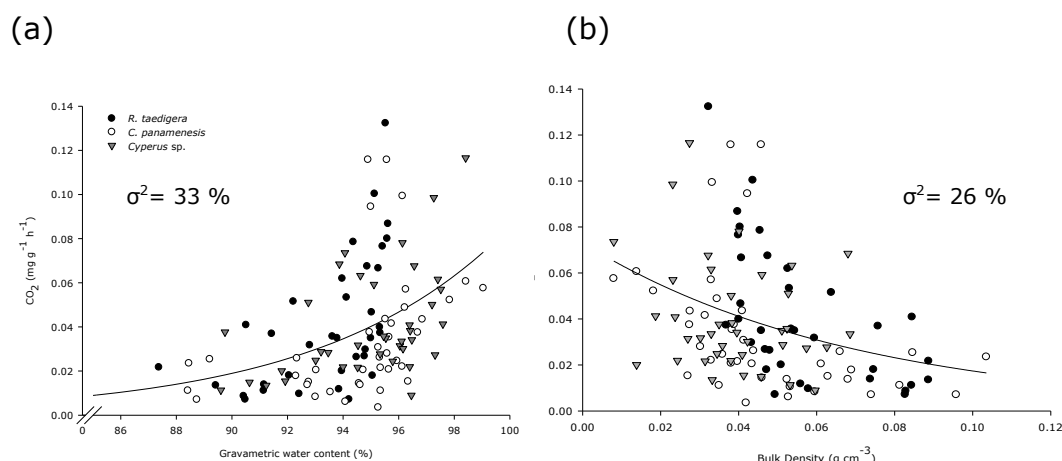 (a)
(b)
0.14
0.12
0.10
0.08
0.06
0.04
0.02
0.00
CO2 (mg g-1 h-1)
R. taedigera
C. panamenesis
Cyperus sp.
σ2= 33 %
0 86 88 90 92 94 96 98 100
Gravametric water content (%)
0.14
0.12
0.10
0.08
0.06
0.04
0.02
0.00
σ2= 26 %
0.00 0.02 0.04 0.06 0.08 0.10 0.12
Bulk Density (g cm-3)